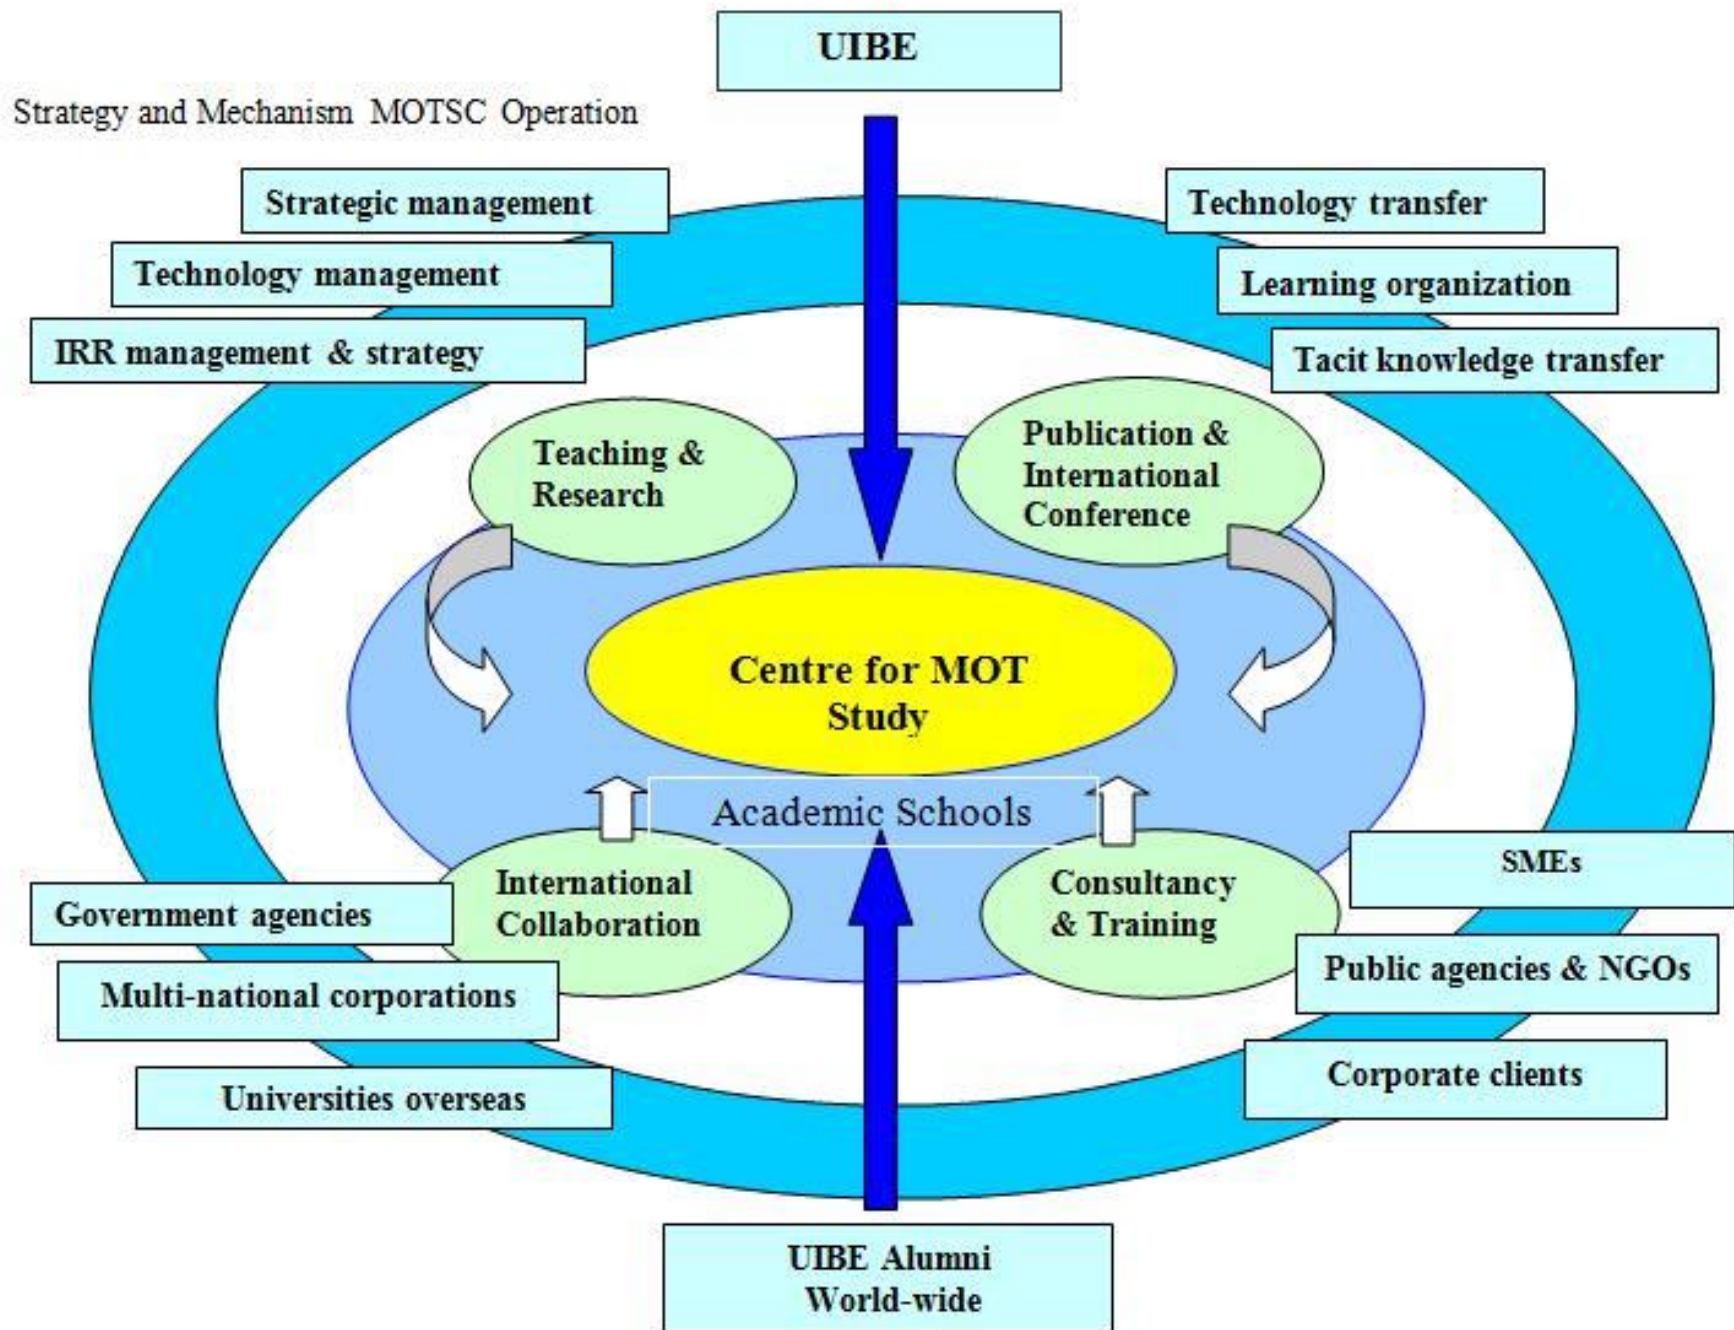 UIBE
Strategy and Mechanism MOTSC Operation
Strategic management
Technology management
IRR management & strategy
Technology transfer
Learning organization
Tacit knowledge transfer
Teaching &
Research
Publication &
International
Conference
Centre for MOT
Study
Academic Schools
International
Collaboration
Consultancy
& Training
Government agencies
Multi-national corporations
Universities overseas
SMEs
Public agencies & NGOs
Corporate clients
UIBE Alumni
World-wide